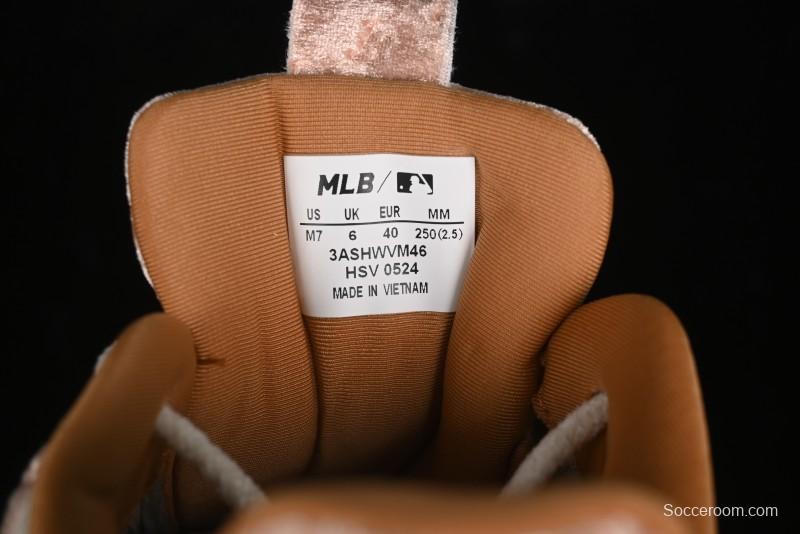 MLB/
US UK EUR MM
M7 6 40 250(2.5)
3ASHWVM46
HSV 0524
MADE IN VIETNAM
Socceroom.com